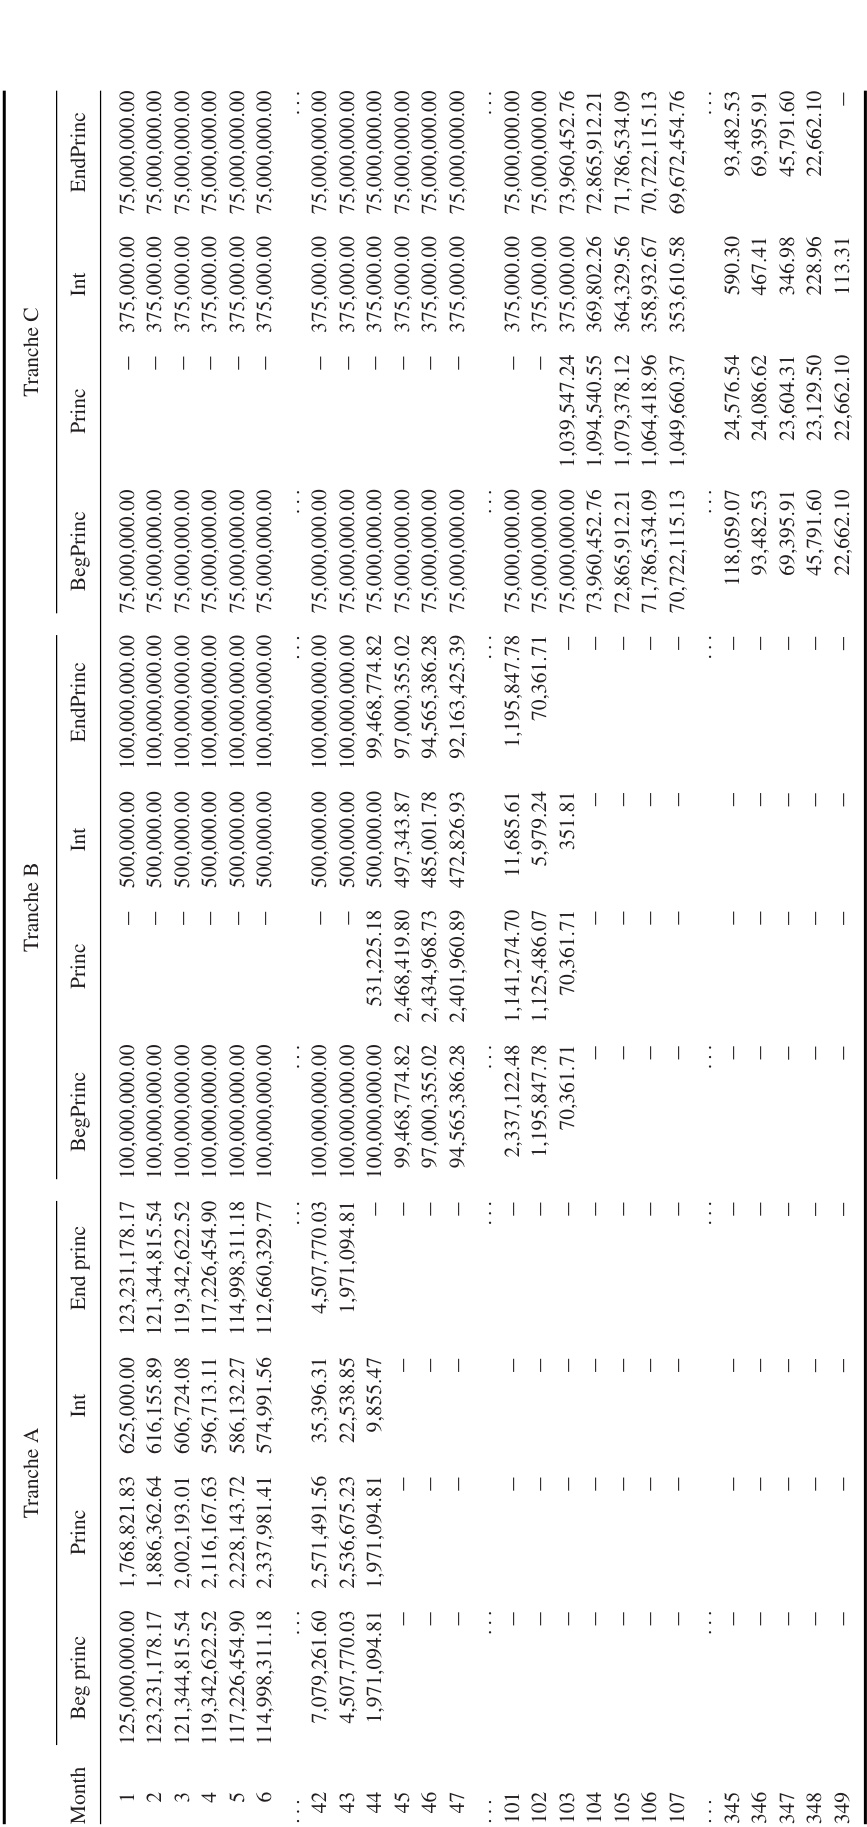 Tranche A Tranche B Tranche C
Month Beg princ Princ Int End princ BegPrinc Princ Int EndPrinc BegPrinc Princ Int EndPrinc
1 125,000,000.00 1,768,821.83 625,000.00 123,231,178.17 100,000,000.00 – 500,000.00 100,000,000.00 75,000,000.00 – 375,000.00 75,000,000.00
2 123,231,178.17 1,886,362.64 616,155.89 121,344,815.54 100,000,000.00 – 500,000.00 100,000,000.00 75,000,000.00 – 375,000.00 75,000,000.00
3 121,344,815.54 2,002,193.01 606,724.08 119,342,622.52 100,000,000.00 – 500,000.00 100,000,000.00 75,000,000.00 – 375,000.00 75,000,000.00
4 119,342,622.52 2,116,167.63 596,713.11 117,226,454.90 100,000,000.00 – 500,000.00 100,000,000.00 75,000,000.00 – 375,000.00 75,000,000.00
5 117,226,454.90 2,228,143.72 586,132.27 114,998,311.18 100,000,000.00 – 500,000.00 100,000,000.00 75,000,000.00 – 375,000.00 75,000,000.00
6 114,998,311.18 2,337,981.41 574,991.56 112,660,329.77 100,000,000.00 – 500,000.00 100,000,000.00 75,000,000.00 – 375,000.00 75,000,000.00
... ... ... ... ... ... ...
42 7,079,261.60 2,571,491.56 35,396.31 4,507,770.03 100,000,000.00 – 500,000.00 100,000,000.00 75,000,000.00 – 375,000.00 75,000,000.00
43 4,507,770.03 2,536,675.23 22,538.85 1,971,094.81 100,000,000.00 – 500,000.00 100,000,000.00 75,000,000.00 – 375,000.00 75,000,000.00
44 1,971,094.81 1,971,094.81 9,855.47 – 100,000,000.00 531,225.18 500,000.00 99,468,774.82 75,000,000.00 – 375,000.00 75,000,000.00
45 – – – – 99,468,774.82 2,468,419.80 497,343.87 97,000,355.02 75,000,000.00 – 375,000.00 75,000,000.00
46 – – – – 97,000,355.02 2,434,968.73 485,001.78 94,565,386.28 75,000,000.00 – 375,000.00 75,000,000.00
47 – – – – 94,565,386.28 2,401,960.89 472,826.93 92,163,425.39 75,000,000.00 – 375,000.00 75,000,000.00
... ... ... ... ... ... ...
101 – – – – 2,337,122.48 1,141,274.70 11,685.61 1,195,847.78 75,000,000.00 – 375,000.00 75,000,000.00
102 – – – – 1,195,847.78 1,125,486.07 5,979.24 70,361.71 75,000,000.00 – 375,000.00 75,000,000.00
103 – – – – 70,361.71 70,361.71 351.81 – 75,000,000.00 1,039,547.24 375,000.00 73,960,452.76
104 – – – – – – – – 73,960,452.76 1,094,540.55 369,802.26 72,865,912.21
105 – – – – – – – – 72,865,912.21 1,079,378.12 364,329.56 71,786,534.09
106 – – – – – – – – 71,786,534.09 1,064,418.96 358,932.67 70,722,115.13
107 – – – – – – – – 70,722,115.13 1,049,660.37 353,610.58 69,672,454.76
... ... ... ... ... ... ...
345 – – – – – – – – 118,059.07 24,576.54 590.30 93,482.53
346 – – – – – – – – 93,482.53 24,086.62 467.41 69,395.91
347 – – – – – – – – 69,395.91 23,604.31 346.98 45,791.60
348 – – – – – – – – 45,791.60 23,129.50 228.96 22,662.10
349 – – – – – – – – 22,662.10 22,662.10 113.31 –